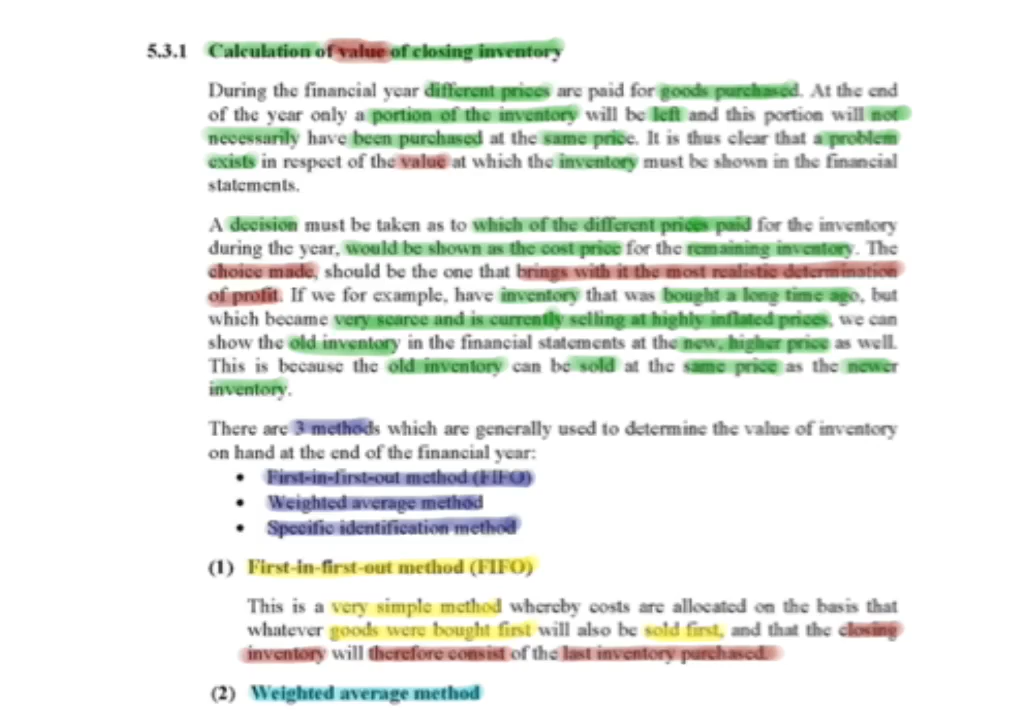 5.3.1 Calculation of value of closing inventory
During the financial year different prices are paid for goods purchased. At the end
of the year only a portion of the inventory will be left and this portion will not
necessarily have been purchased at the same price. It is thus clear that a problem
exists in respect of the value at which the inventory must be shown in the financial
statements.
A decision must be taken as to which of the different prices paid for the inventory
during the year, would be shown as the cost price for the remaining inventory. The
choice made, should be the one that brings with it the most realistic determination
of profit. If we for example, have inventory that was bought a long time ago, but
which became very scarce and is currently selling at highly inflated prices, we can
show the old inventory in the financial statements at the new, higher price as well.
This is because the old inventory can be sold at the same price as the newer
inventory.
There are 3 methods which are generally used to determine the value of inventory
on hand at the end of the financial year:
• First-in-first-out method (FIFO)
• Weighted average method
• Specific identification method
(1) First-in-first-out method (FIFO)
This is a very simple method whereby costs are allocated on the basis that
whatever goods were bought first will also be sold first, and that the closing
inventory will therefore consist of the last inventory purchased.
(2) Weighted average method